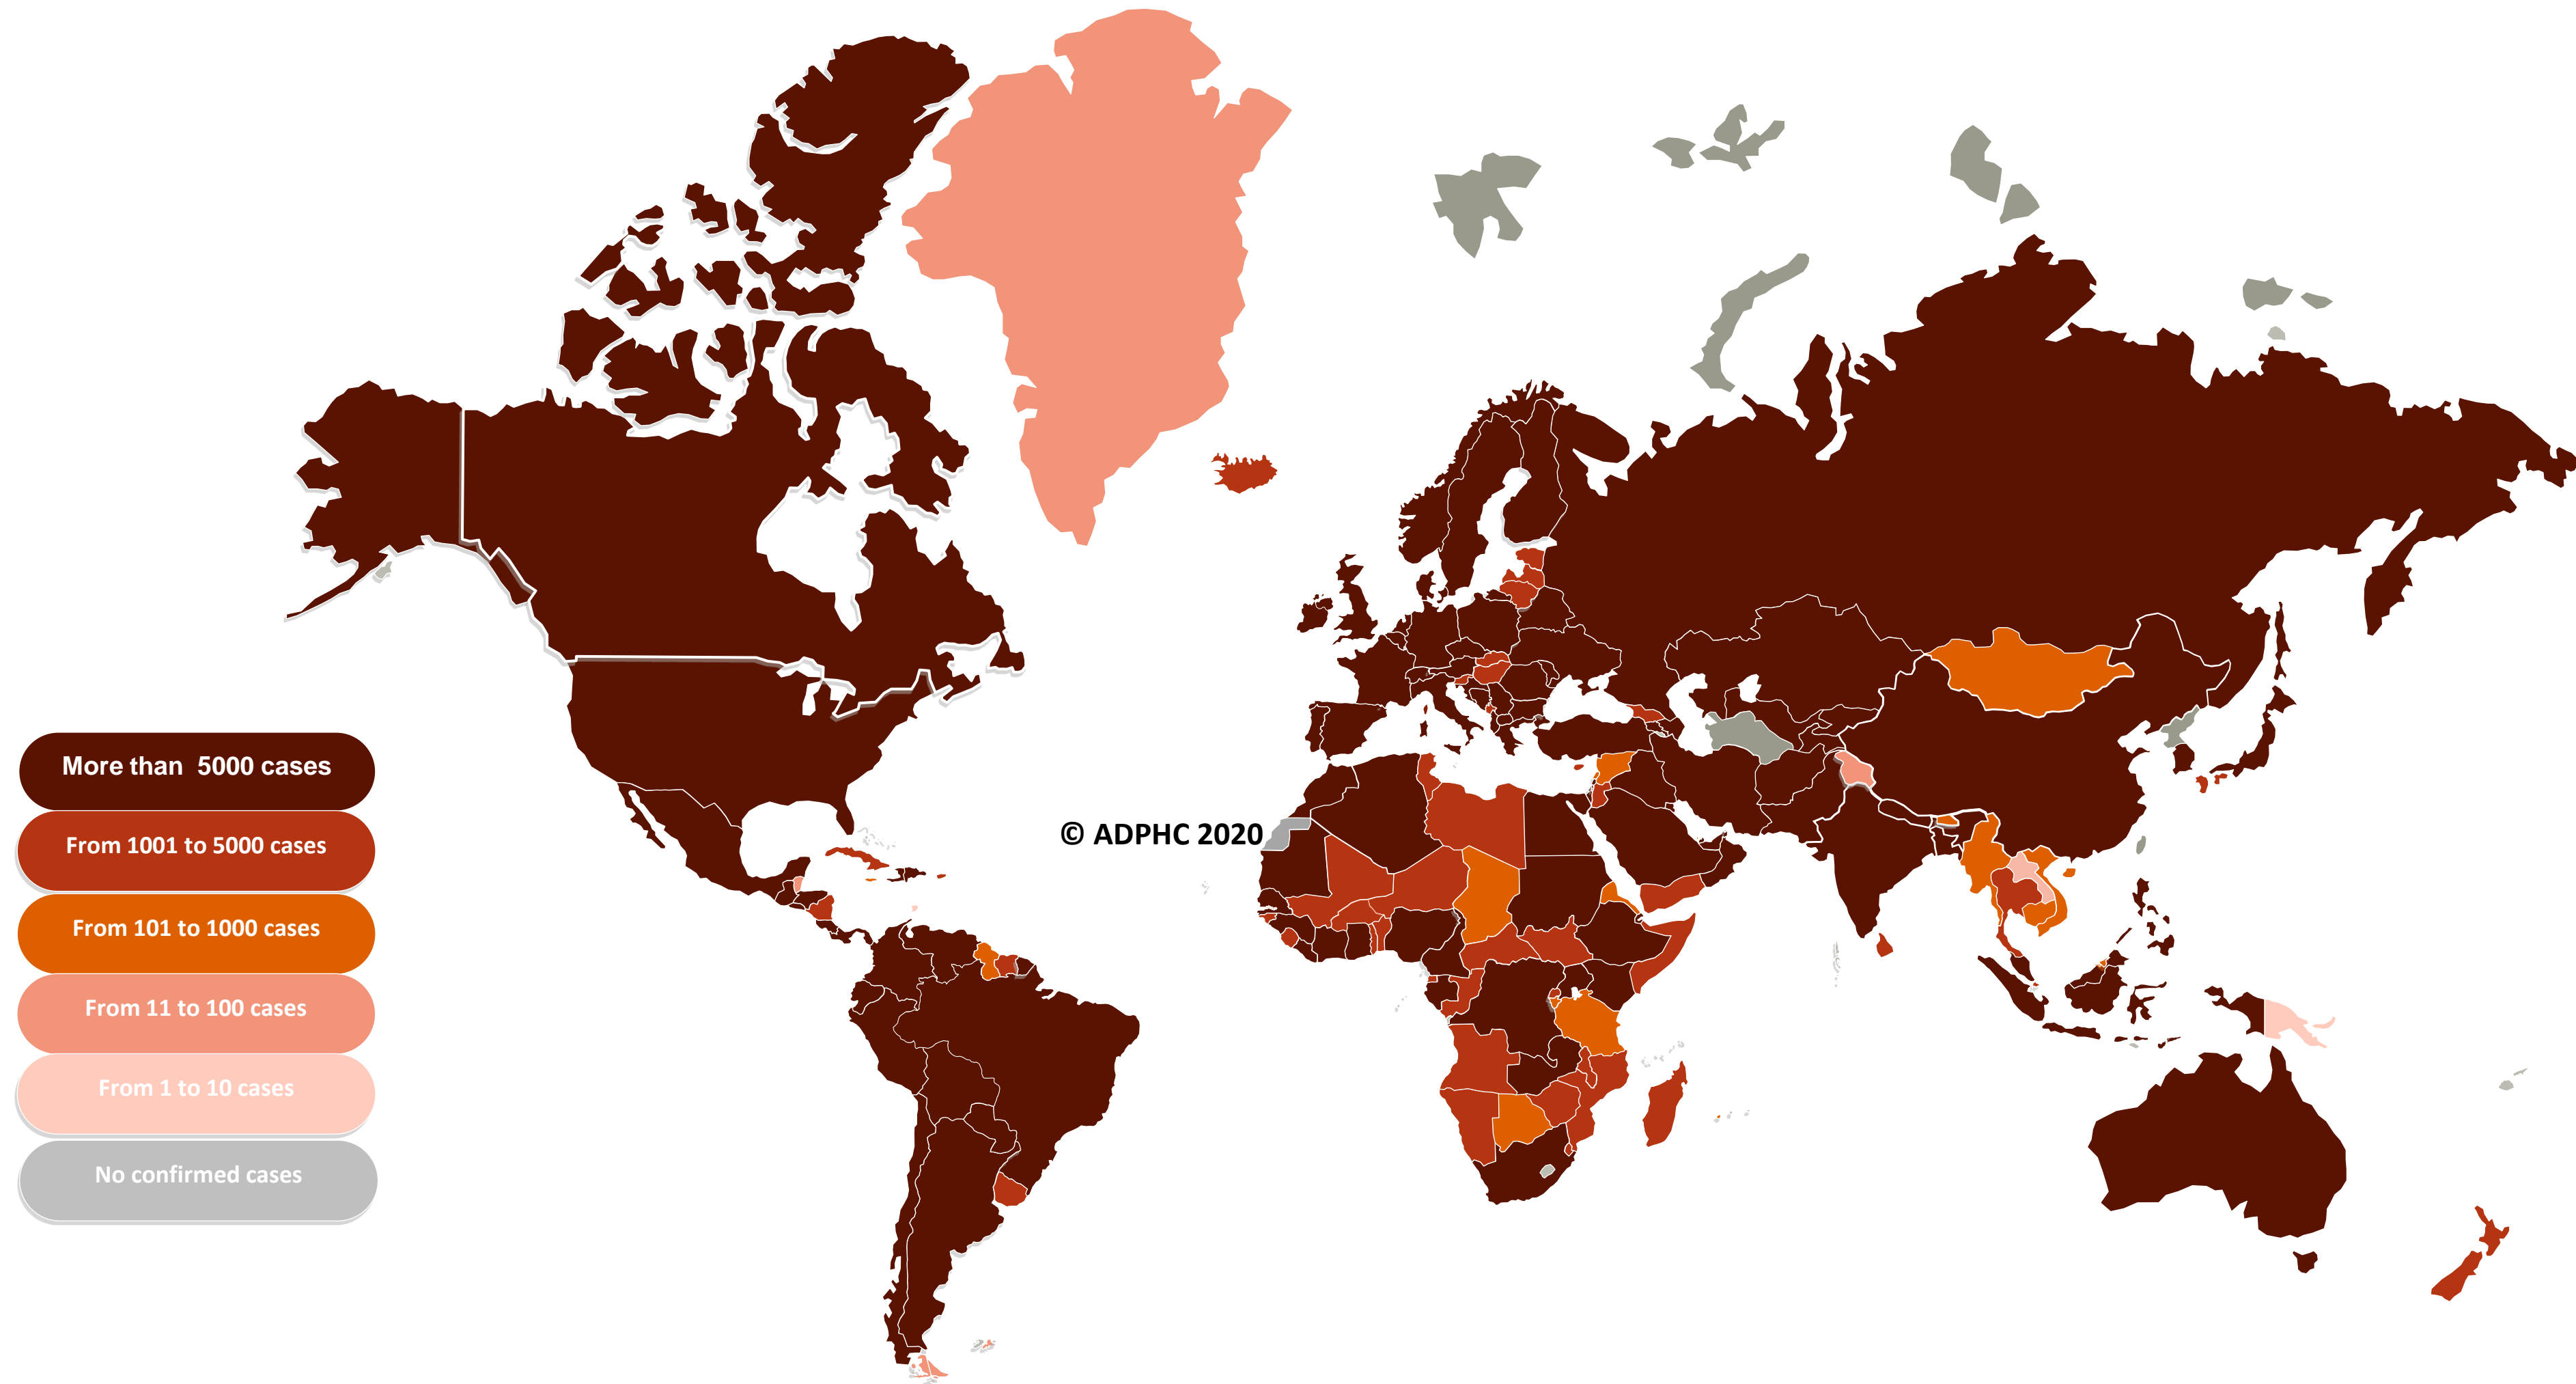 More than  5000 cases
From 1001 to 5000 cases
© ADPHC 2020
From 101 to 1000 cases
From 11 to 100 cases
From 1 to 10 cases
No confirmed cases